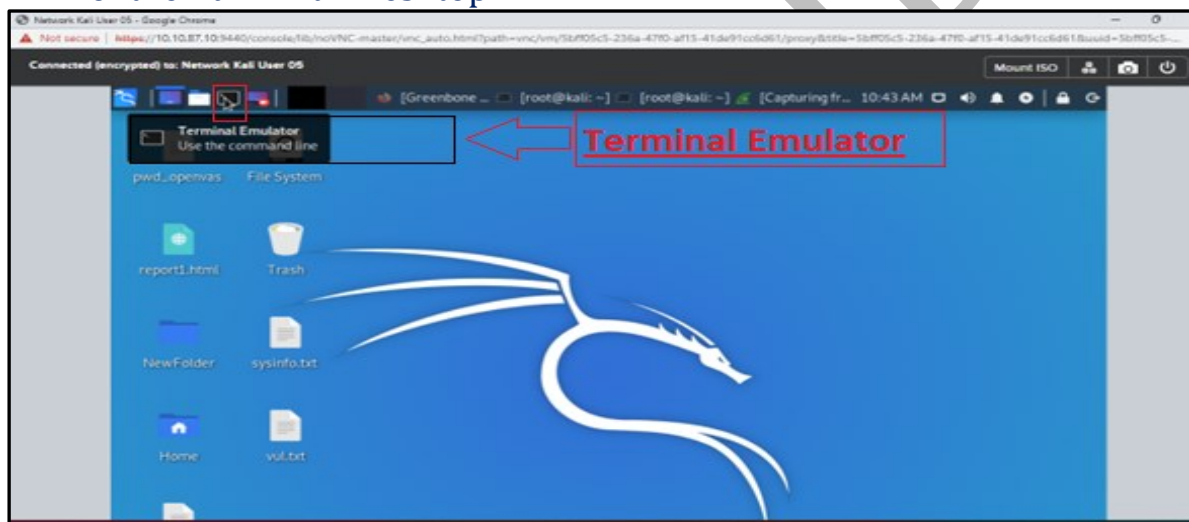 Network Kali User 05 - Google Chrome
Not secure | https://10.10.87.10:9440/console/lib/noVNC-master/vnc_auto.html?path=vnc/vm/5bff05c5-236a-47f0-af15-41de91cc6d61/proxy&title=5bff05c5-236a-47f0-af15-41de91cc6d61&uuid=5bff05c5-...
Connected (encrypted) to: Network Kali User 05
Mount ISO
[Greenbone ... [root@kali: ~] [root@kali: ~] [Capturing fr... 10:43 AM
Terminal Emulator
Use the command line
Terminal Emulator
pwd_openvas File System
report1.html Trash
NewFolder sysinfo.txt
Home vul.txt